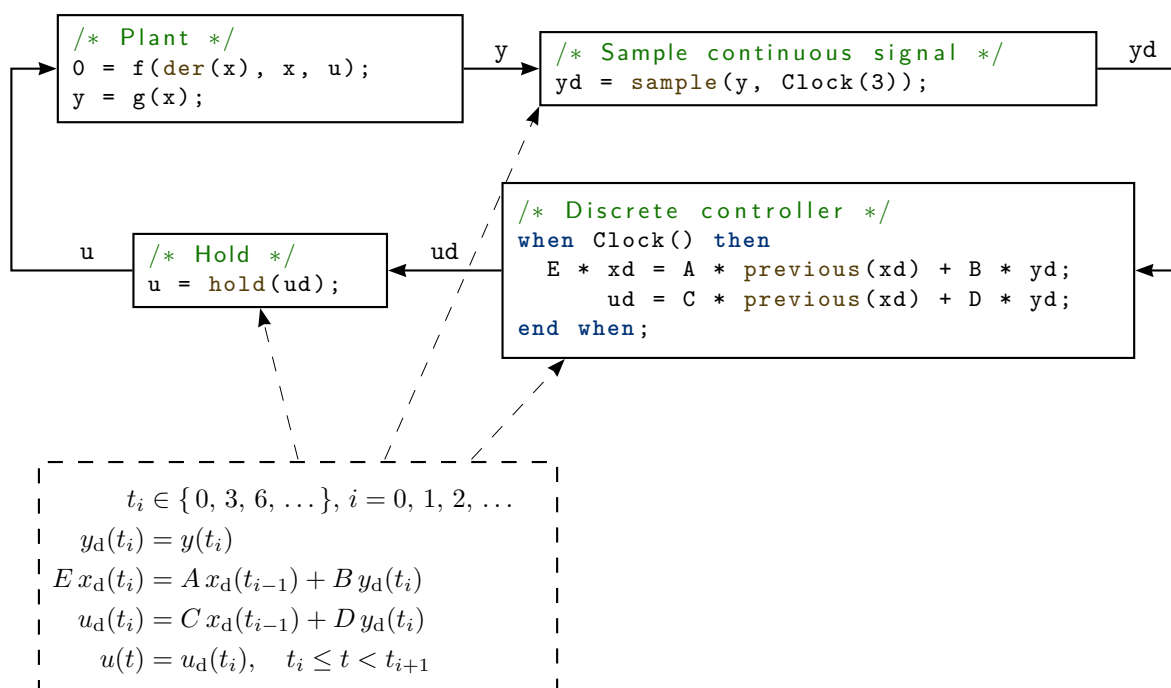 /* Plant */
0 = f(der(x), x, u);
y = g(x);
y
/* Sample continuous signal */
yd = sample(y, Clock(3));
yd
/* Discrete controller */
when Clock() then
E * xd = A * previous(xd) + B * yd;
ud = C * previous(xd) + D * yd;
end when;
ud
/* Hold */
u = hold(ud);
u
t_i ∈ {0, 3, 6, …}, i = 0, 1, 2, …
y_d(t_i) = y(t_i)
E x_d(t_i) = A x_d(t_{i−1}) + B y_d(t_i)
u_d(t_i) = C x_d(t_{i−1}) + D y_d(t_i)
u(t) = u_d(t_i), t_i ≤ t < t_{i+1}